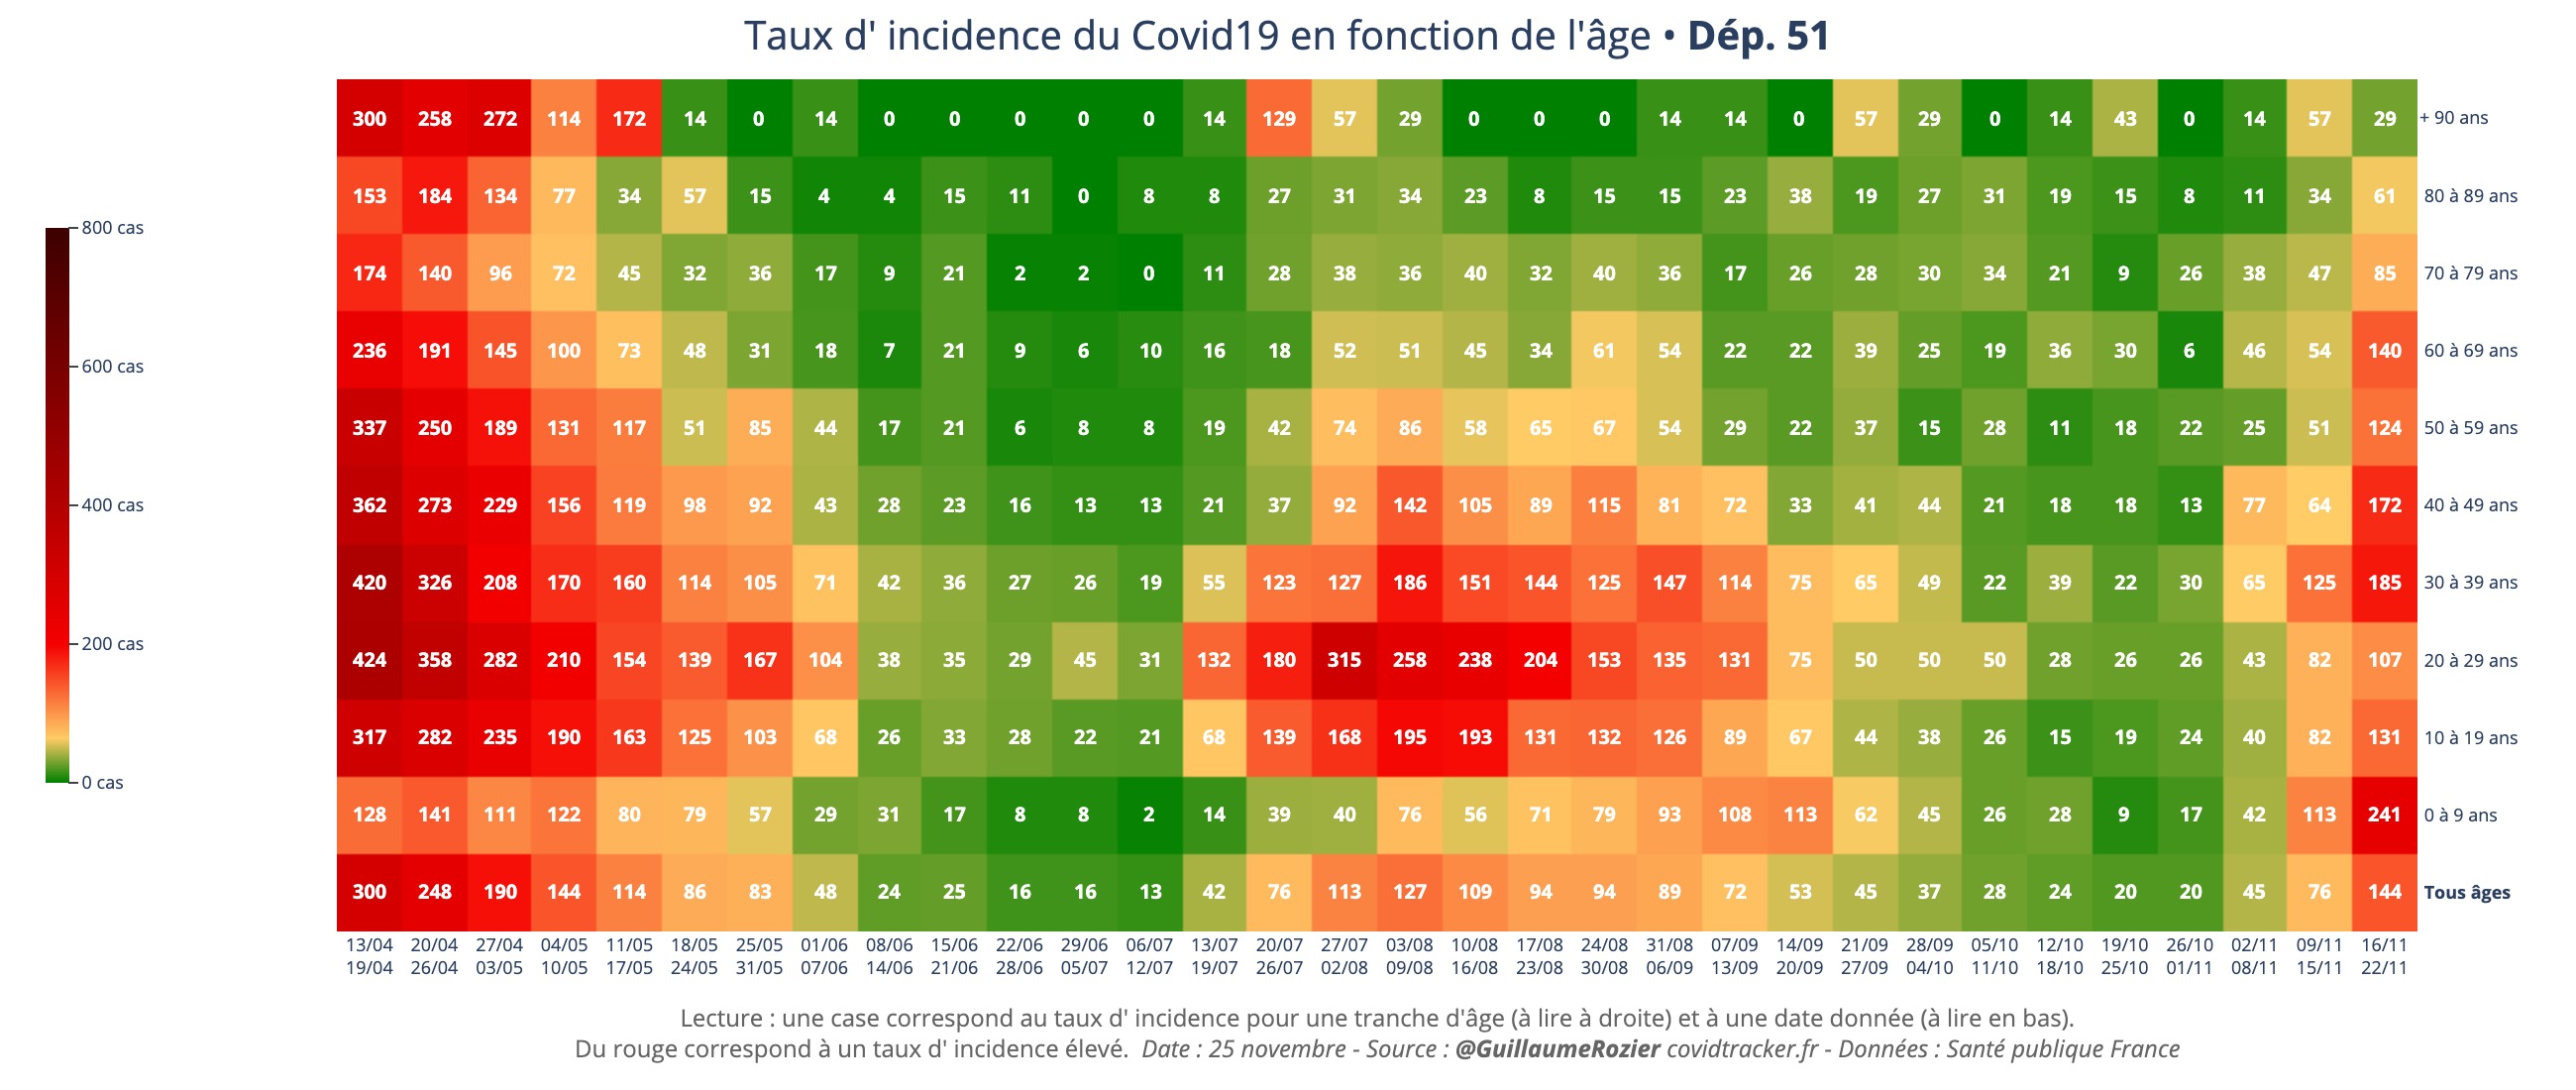 Taux d' incidence du Covid19 en fonction de l'âge • Dép. 51
800 cas
600 cas
400 cas
200 cas
0 cas
300 258 272 114 172 14 0 14 0 0 0 0 0 14 129 57 29 0 0 0 14 14 0 57 29 0 14 43 0 14 57 29 + 90 ans
153 184 134 77 34 57 15 4 4 15 11 0 8 8 27 31 34 23 8 15 15 23 38 19 27 31 19 15 8 11 34 61 80 à 89 ans
174 140 96 72 45 32 36 17 9 21 2 2 0 11 28 38 36 40 32 40 36 17 26 28 30 34 21 9 26 38 47 85 70 à 79 ans
236 191 145 100 73 48 31 18 7 21 9 6 10 16 18 52 51 45 34 61 54 22 22 39 25 19 36 30 6 46 54 140 60 à 69 ans
337 250 189 131 117 51 85 44 17 21 6 8 8 19 42 74 86 58 65 67 54 29 22 37 15 28 11 18 22 25 51 124 50 à 59 ans
362 273 229 156 119 98 92 43 28 23 16 13 13 21 37 92 142 105 89 115 81 72 33 41 44 21 18 18 13 77 64 172 40 à 49 ans
420 326 208 170 160 114 105 71 42 36 27 26 19 55 123 127 186 151 144 125 147 114 75 65 49 22 39 22 30 65 125 185 30 à 39 ans
424 358 282 210 154 139 167 104 38 35 29 45 31 132 180 315 258 238 204 153 135 131 75 50 50 50 28 26 26 43 82 107 20 à 29 ans
317 282 235 190 163 125 103 68 26 33 28 22 21 68 139 168 195 193 131 132 126 89 67 44 38 26 15 19 24 40 82 131 10 à 19 ans
128 141 111 122 80 79 57 29 31 17 8 8 2 14 39 40 76 56 71 79 93 108 113 62 45 26 28 9 17 42 113 241 0 à 9 ans
300 248 190 144 114 86 83 48 24 25 16 16 13 42 76 113 127 109 94 94 89 72 53 45 37 28 24 20 20 45 76 144 Tous âges
13/04 20/04 27/04 04/05 11/05 18/05 25/05 01/06 08/06 15/06 22/06 29/06 06/07 13/07 20/07 27/07 03/08 10/08 17/08 24/08 31/08 07/09 14/09 21/09 28/09 05/10 12/10 19/10 26/10 02/11 09/11 16/11
19/04 26/04 03/05 10/05 17/05 24/05 31/05 07/06 14/06 21/06 28/06 05/07 12/07 19/07 26/07 02/08 09/08 16/08 23/08 30/08 06/09 13/09 20/09 27/09 04/10 11/10 18/10 25/10 01/11 08/11 15/11 22/11
Lecture : une case correspond au taux d' incidence pour une tranche d'âge (à lire à droite) et à une date donnée (à lire en bas).
Du rouge correspond à un taux d' incidence élevé. Date : 25 novembre - Source : @GuillaumeRozier covidtracker.fr - Données : Santé publique France